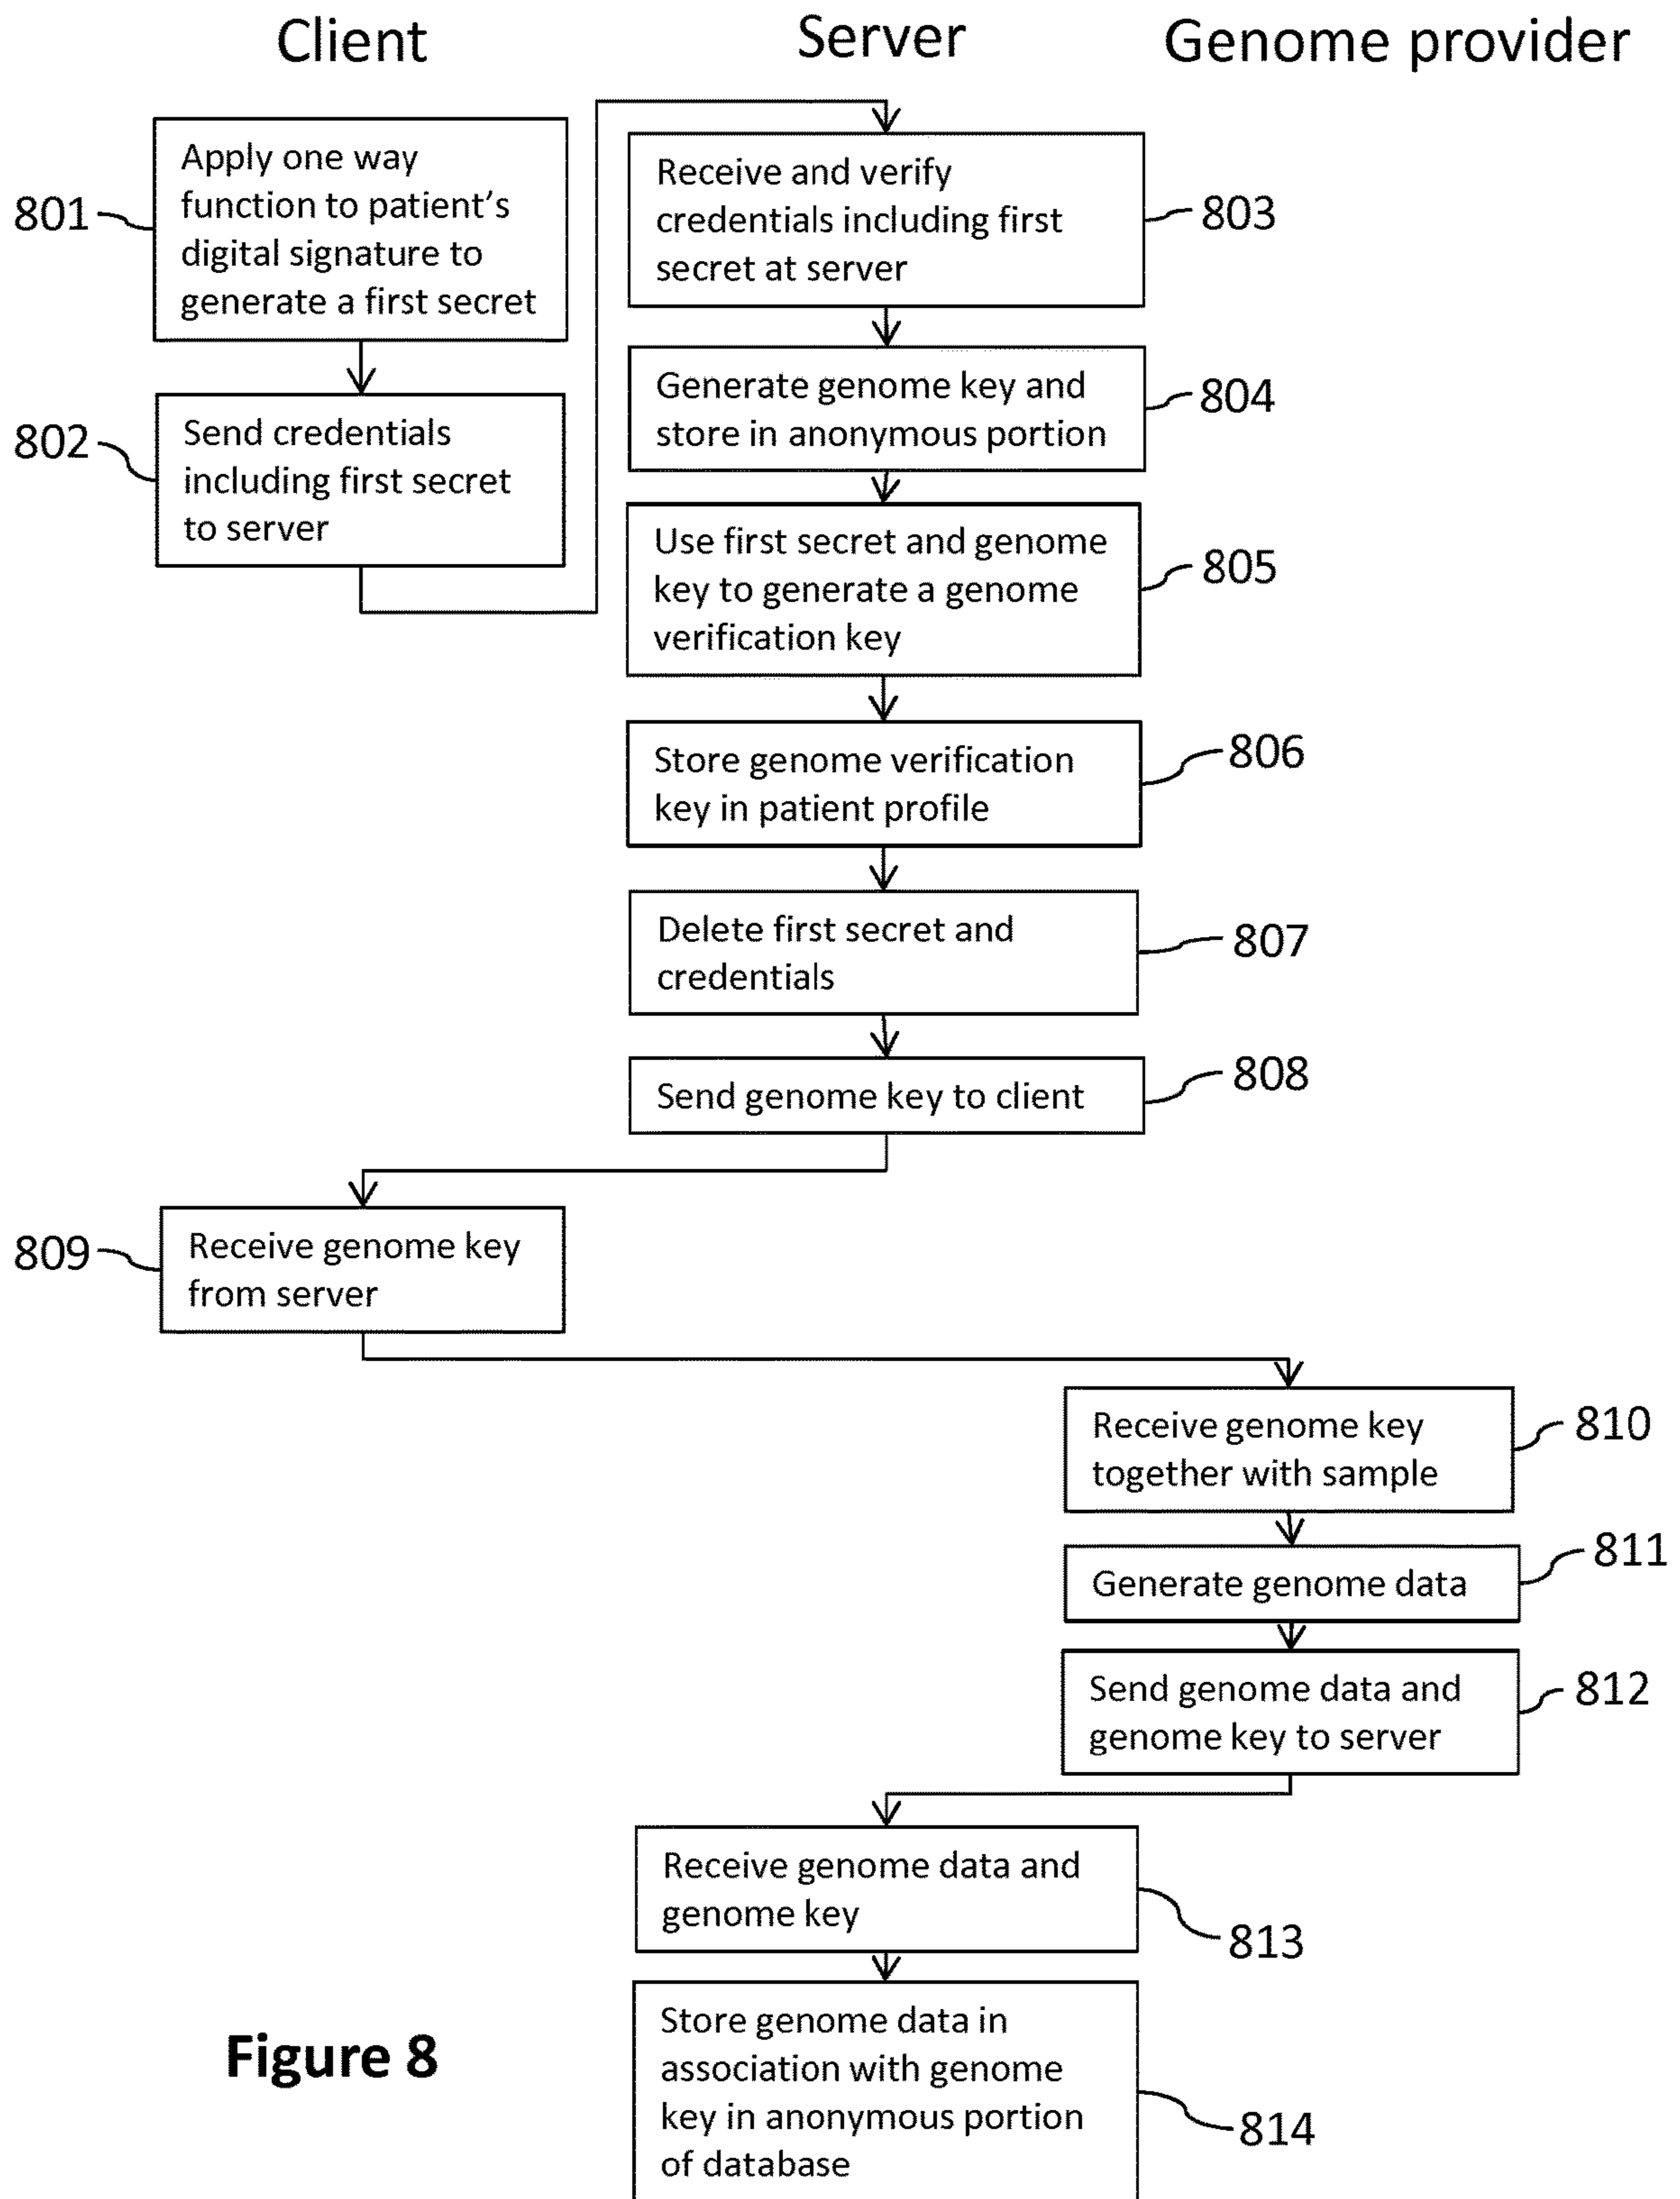 Client
Server
Genome provider
801
Apply one way
function to patient's
digital signature to
generate a first secret
802
Send credentials
including first secret
to server
Receive and verify
credentials including first
secret at server
803
Generate genome key and
store in anonymous portion
804
Use first secret and genome
key to generate a genome
verification key
805
Store genome verification
key in patient profile
806
Delete first secret and
credentials
807
Send genome key to client
808
809
Receive genome key
from server
Receive genome key
together with sample
810
Generate genome data
811
Send genome data and
genome key to server
812
Receive genome data and
genome key
813
Store genome data in
association with genome
key in anonymous portion
of database
814
Figure 8